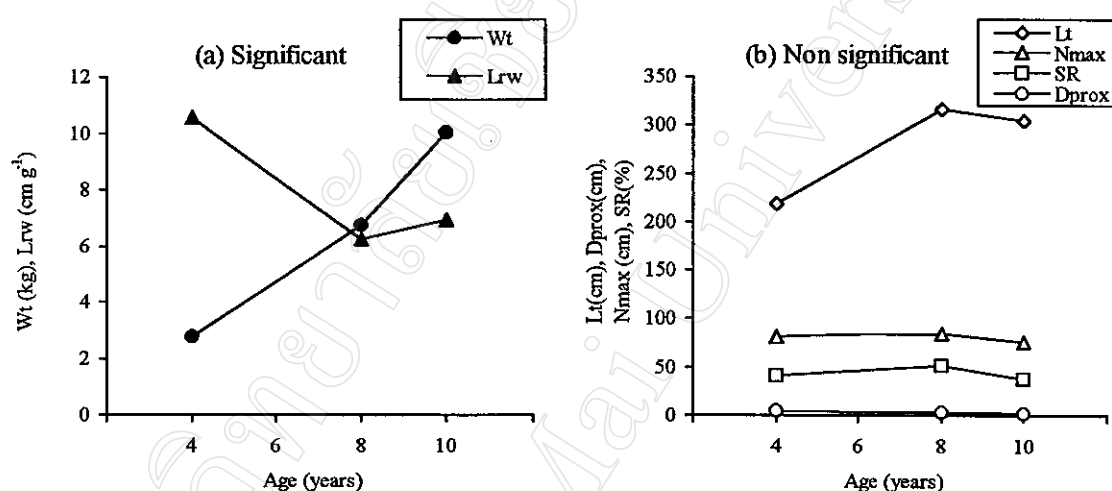 (a) Significant
Wt
Lrw
Wt (kg), Lrw (cm g⁻¹)
12
10
8
6
4
2
0
4 6 8 10
Age (years)
(b) Non significant
Lt
Nmax
SR
Dprox
Lt(cm), Dprox(cm),
Nmax (cm), SR(%)
350
300
250
200
150
100
50
0
4 6 8 10
Age (years)
Mai Univer